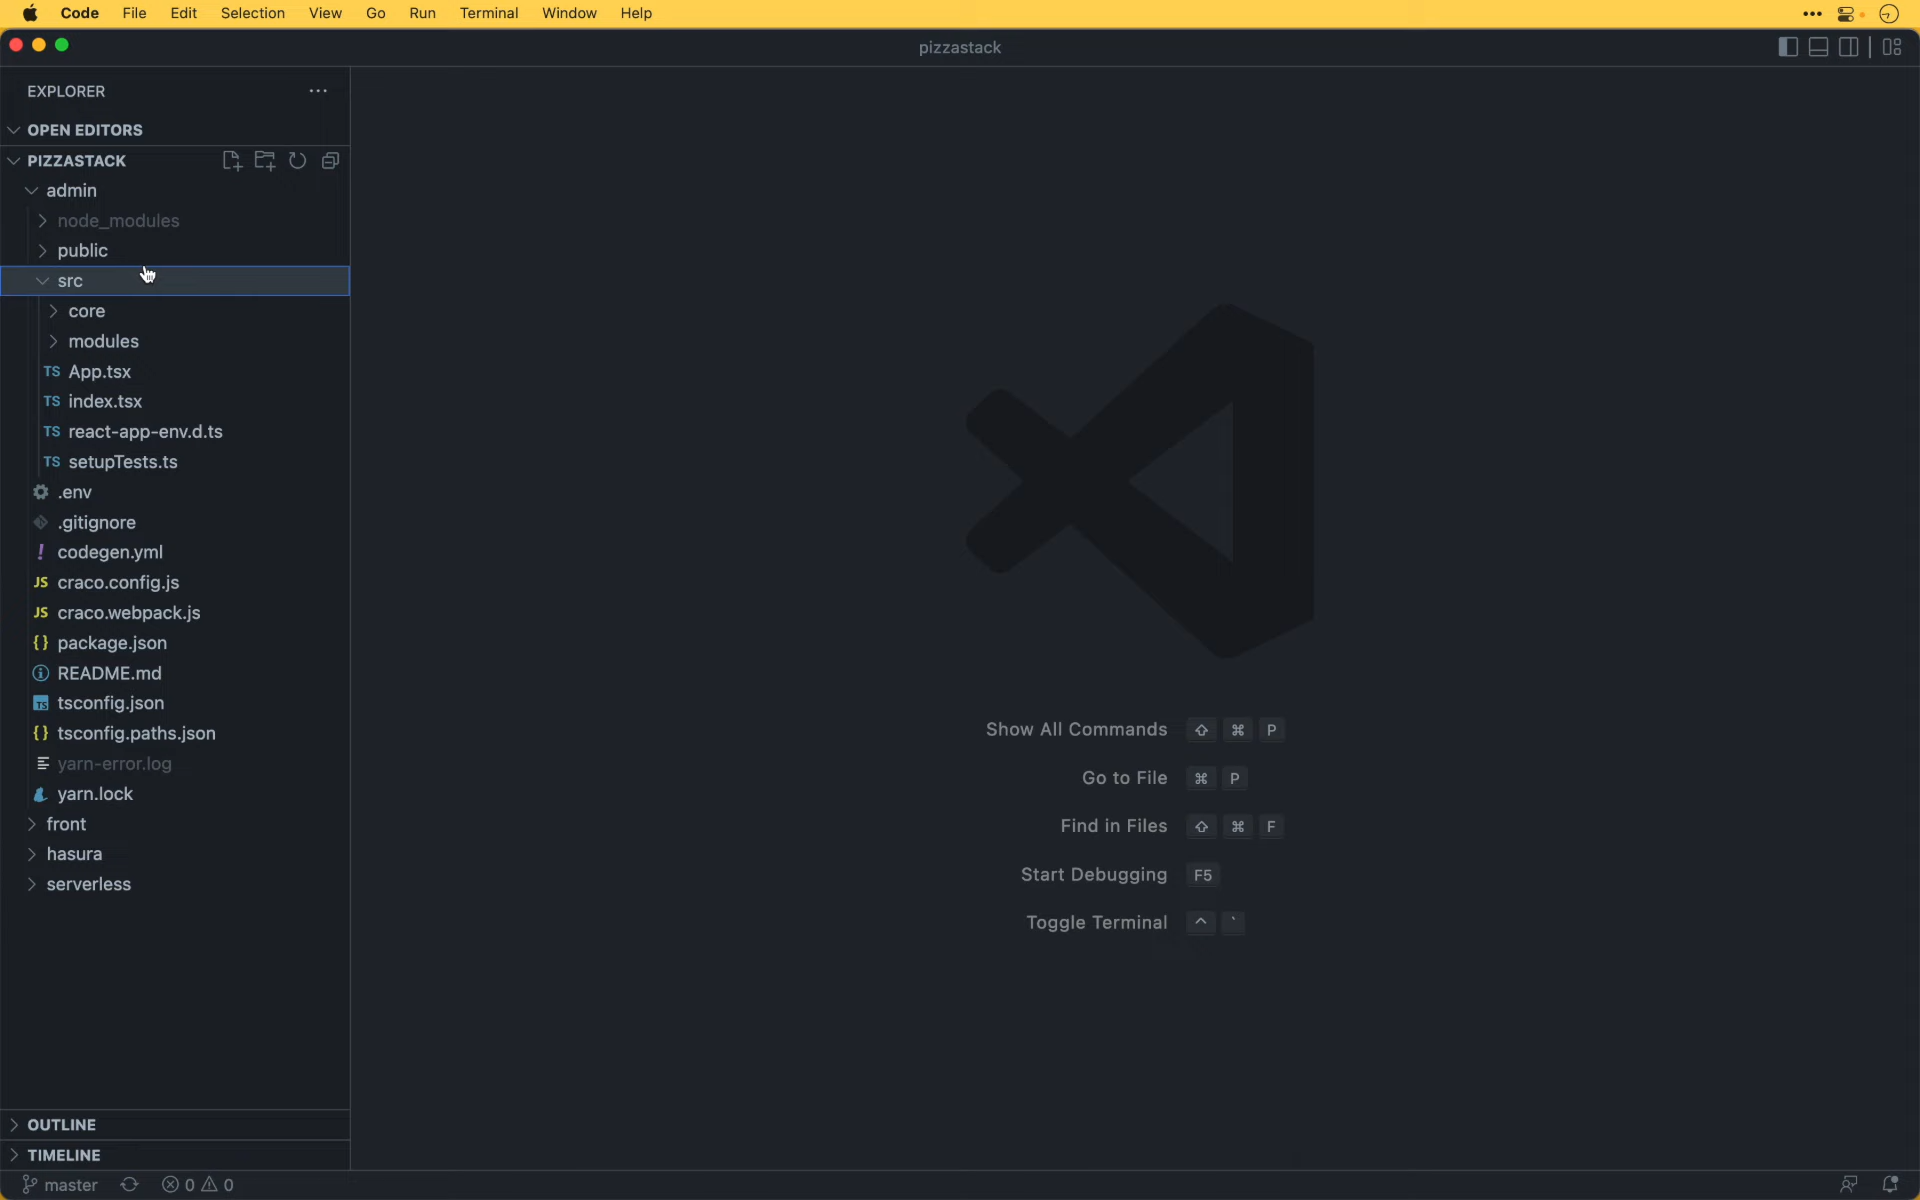 Code File Edit Selection View Go Run Terminal Window Help
pizzastack
EXPLORER
OPEN EDITORS
PIZZASTACK
admin
node_modules
public
src
core
modules
TS App.tsx
TS index.tsx
TS react-app-env.d.ts
TS setupTests.ts
.env
.gitignore
! codegen.yml
JS craco.config.js
JS craco.webpack.js
{} package.json
README.md
TS tsconfig.json
{} tsconfig.paths.json
yarn-error.log
yarn.lock
front
hasura
serverless
Show All Commands ⇧ ⌘ P
Go to File ⌘ P
Find in Files ⇧ ⌘ F
Start Debugging F5
Toggle Terminal ^ `
OUTLINE
TIMELINE
master 0 0